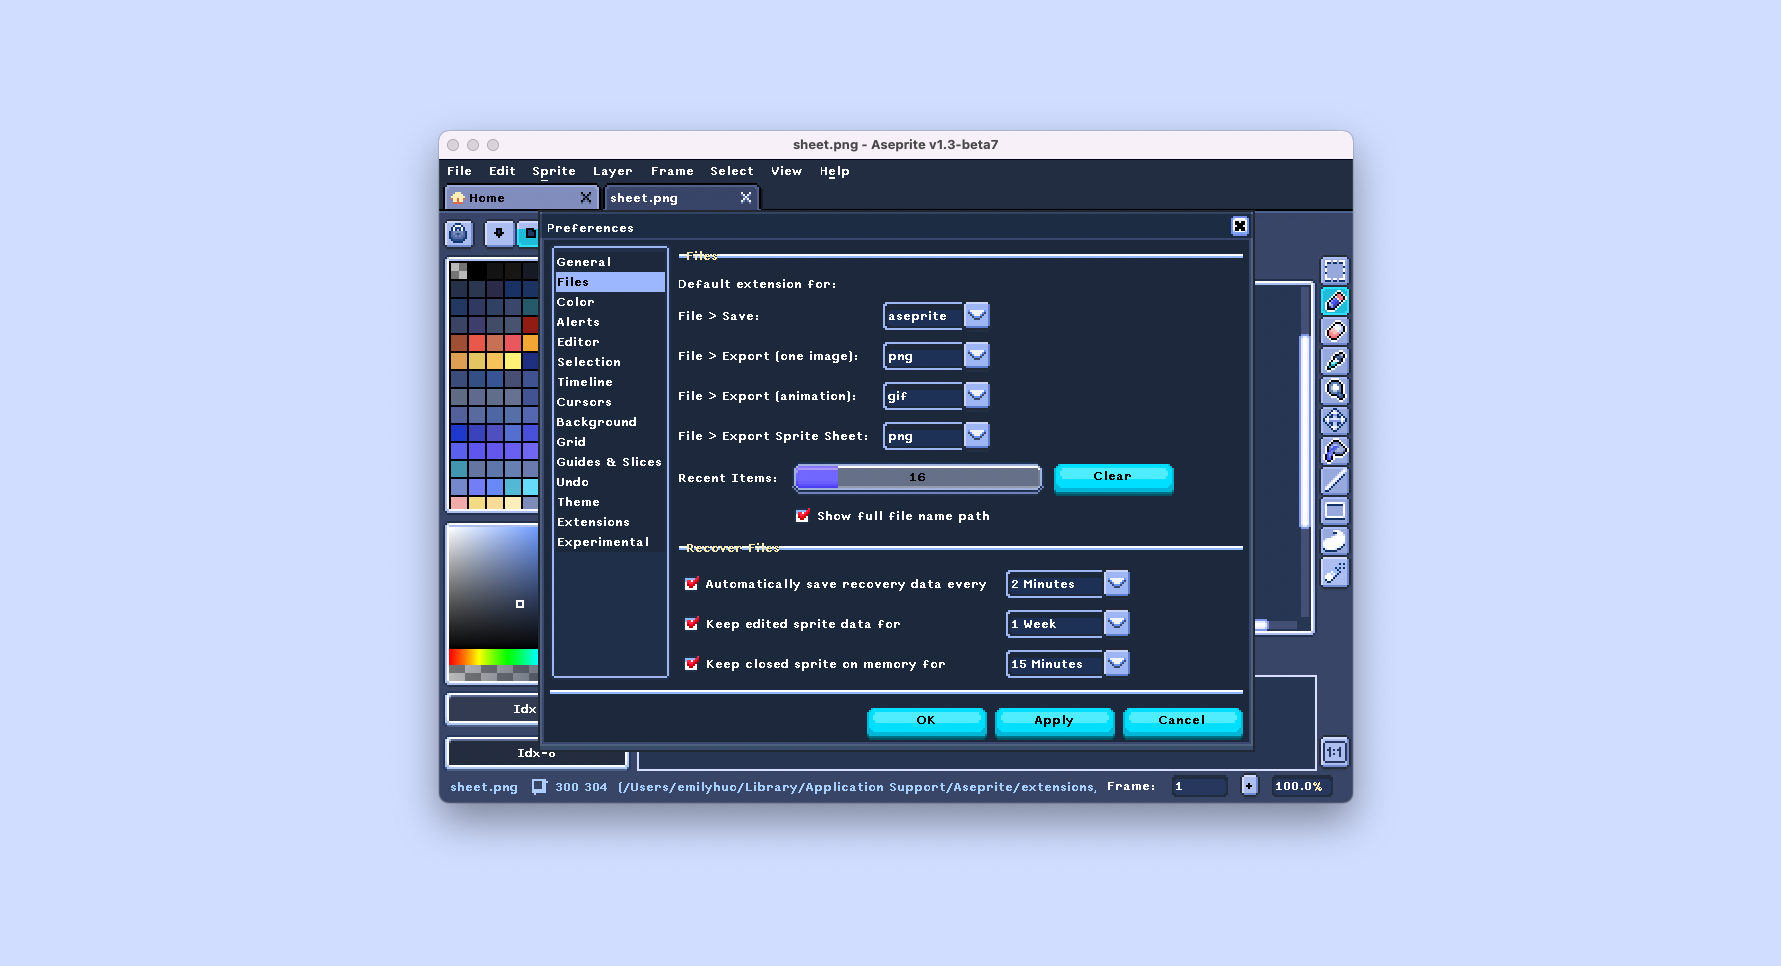 sheet.png - Aseprite v1.3-beta7
File Edit Sprite Layer Frame Select View Help
Home sheet.png
Preferences
General
Files
Color
Alerts
Editor
Selection
Timeline
Cursors
Background
Grid
Guides & Slices
Undo
Theme
Extensions
Experimental
Files
Default extension for:
File > Save: aseprite
File > Export (one image): png
File > Export (animation): gif
File > Export Sprite Sheet: png
Recent Items: 16 Clear
Show full file name path
Recover Files
Automatically save recovery data every 2 Minutes
Keep edited sprite data for 1 Week
Keep closed sprite on memory for 15 Minutes
OK Apply Cancel
Idx
1:1
sheet.png 300 304 (/Users/emilyhuo/Library/Application Support/Aseprite/extensions, Frame: 1 + 100.0%